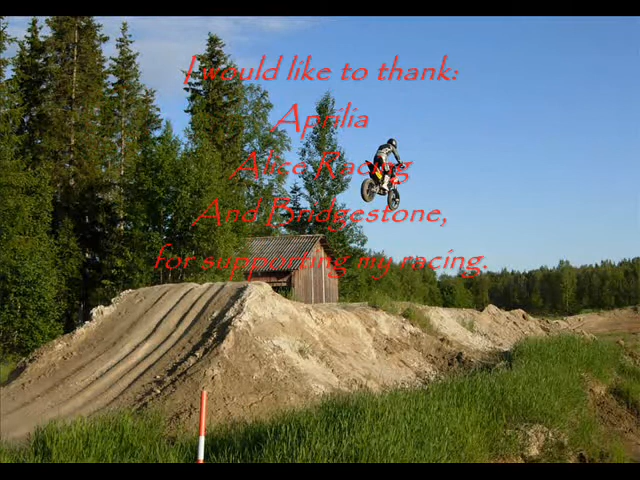 I would like to thank:
Aprilia
Alice Racing
And Bridgestone,
for supporting my racing.